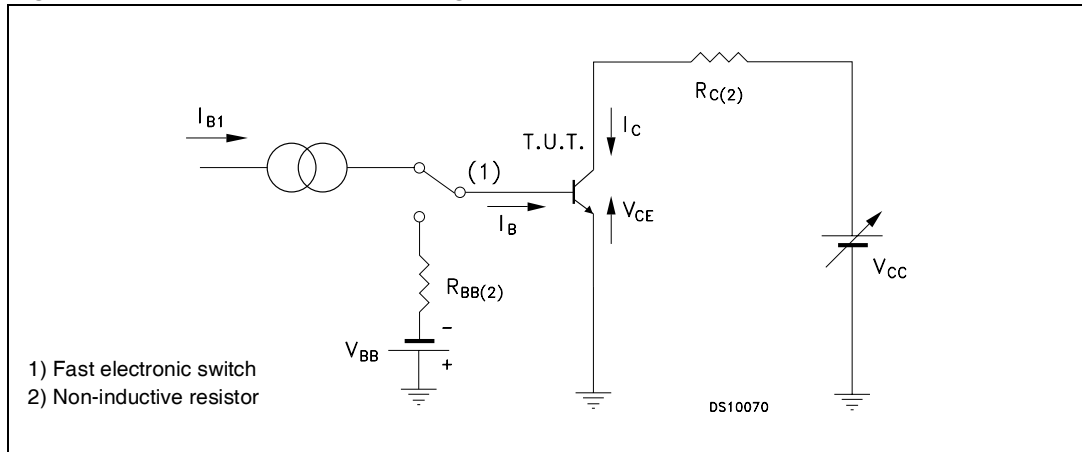 R_C(2)
I_B1
I_C
T.U.T.
(1)
I_B
V_CE
R_BB(2)
V_CC
V_BB
-
+
1) Fast electronic switch
2) Non-inductive resistor
DS10070